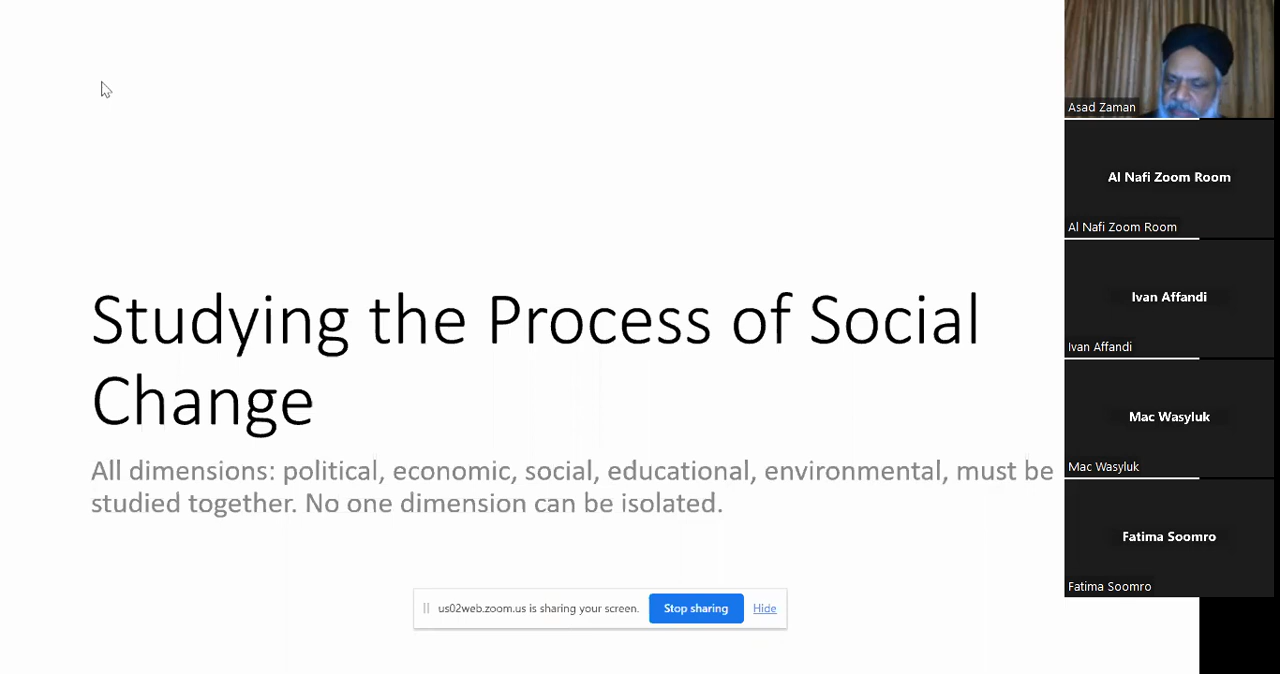 Studying the Process of Social
Change
All dimensions: political, economic, social, educational, environmental, must be
studied together. No one dimension can be isolated.
us02web.zoom.us is sharing your screen. Stop sharing Hide
Asad Zaman
Al Nafi Zoom Room
Al Nafi Zoom Room
Ivan Affandi
Ivan Affandi
Mac Wasyluk
Mac Wasyluk
Fatima Soomro
Fatima Soomro